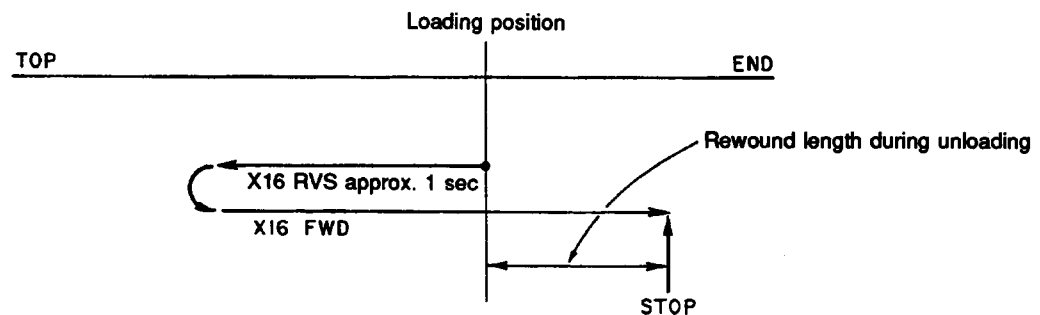 Loading position
TOP
END
Rewound length during unloading
X16 RVS approx. 1 sec
X16 FWD
STOP